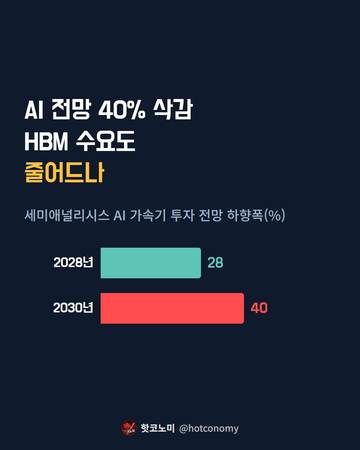 AI 전망 40% 삭감
HBM 수요도
줄어드나
세미애널리시스 AI 가속기 투자 전망 하향폭(%)
2028년 28
2030년 40
핫코노미 @hotconomy